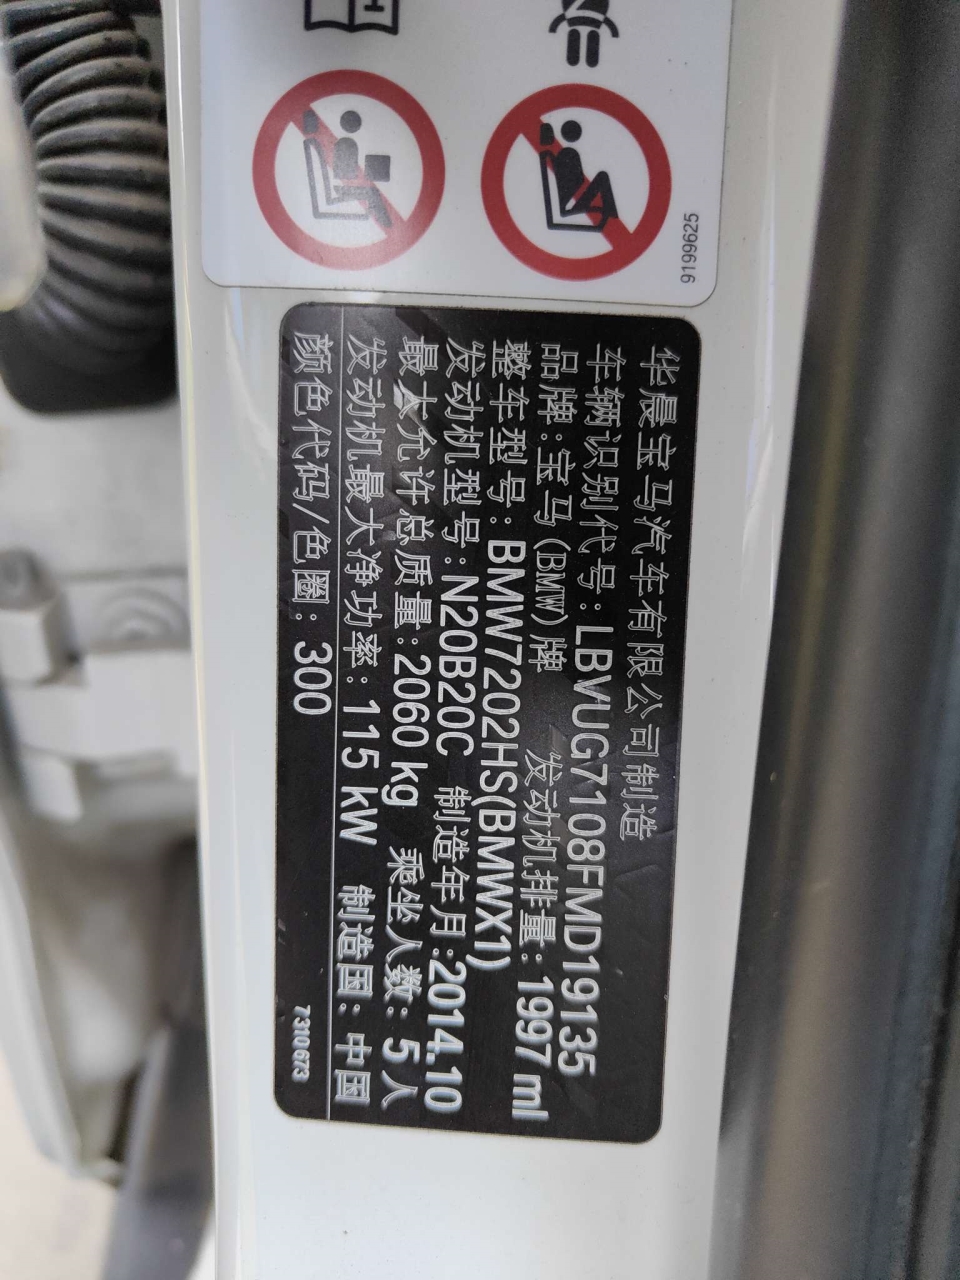 9199625
华晨宝马汽车有限公司制造
车辆识别代号:LBVUG7108FMD19135
品牌:宝马(BMW)牌 发动机排量: 1997 ml
整车型号: BMW7202HS(BMWX1)
发动机型号:N20B20C 制造年月:2014.10
最大允许总质量: 2060 kg 乘坐人数: 5 人
发动机最大净功率: 115 kW 制造国: 中国
颜色代码/色圈: 300
7310673